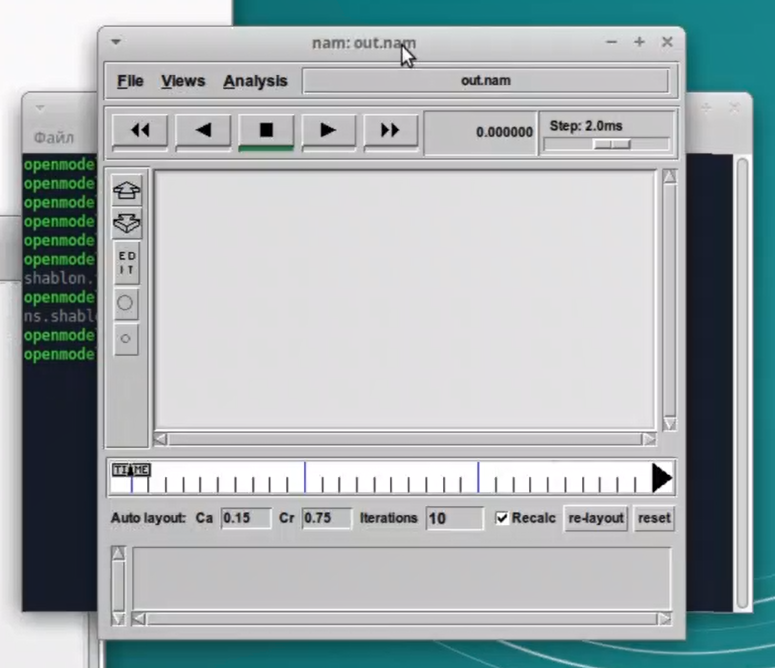 nam: out.nam
File Views Analysis out.nam
0.000000 Step: 2.0ms
Файл
openmode
openmode
openmode
openmode
openmode
openmode
shablon.
openmode
ns.shabl
openmode
openmode
ED
IT
TIME
Auto layout: Ca 0.15 Cr 0.75 Iterations 10 Recalc re-layout reset